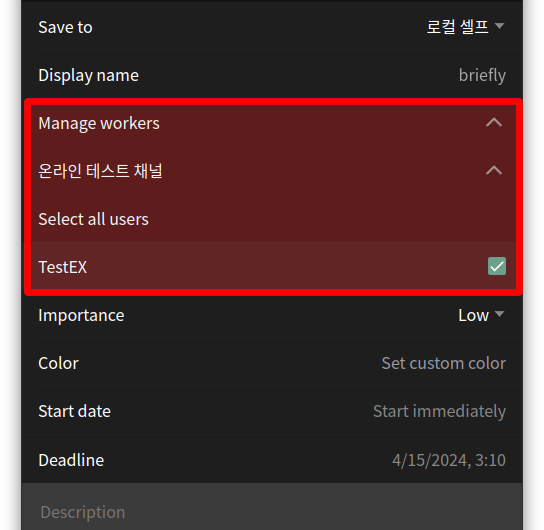 Save to 로컬 셀프
Display name briefly
Manage workers
온라인 테스트 채널
Select all users
TestEX
Importance Low
Color Set custom color
Start date Start immediately
Deadline 4/15/2024, 3:10
Description